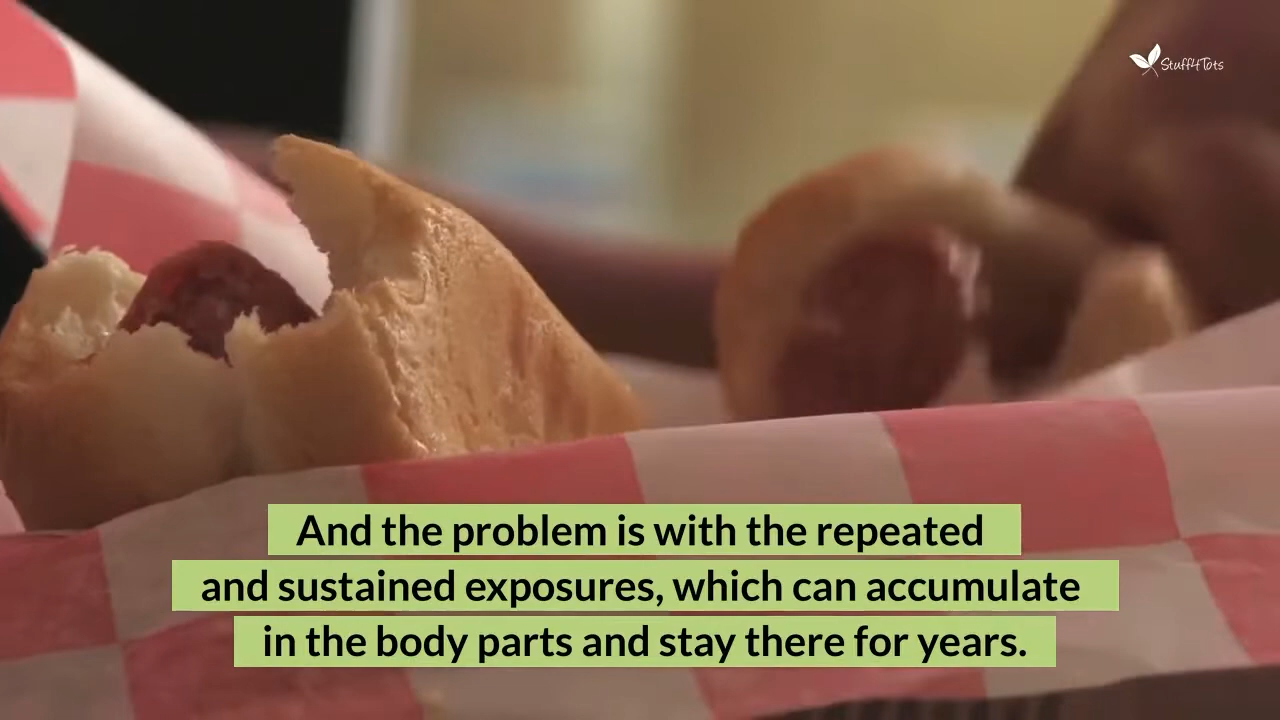 Stuff4Tots
And the problem is with the repeated
and sustained exposures, which can accumulate
in the body parts and stay there for years.